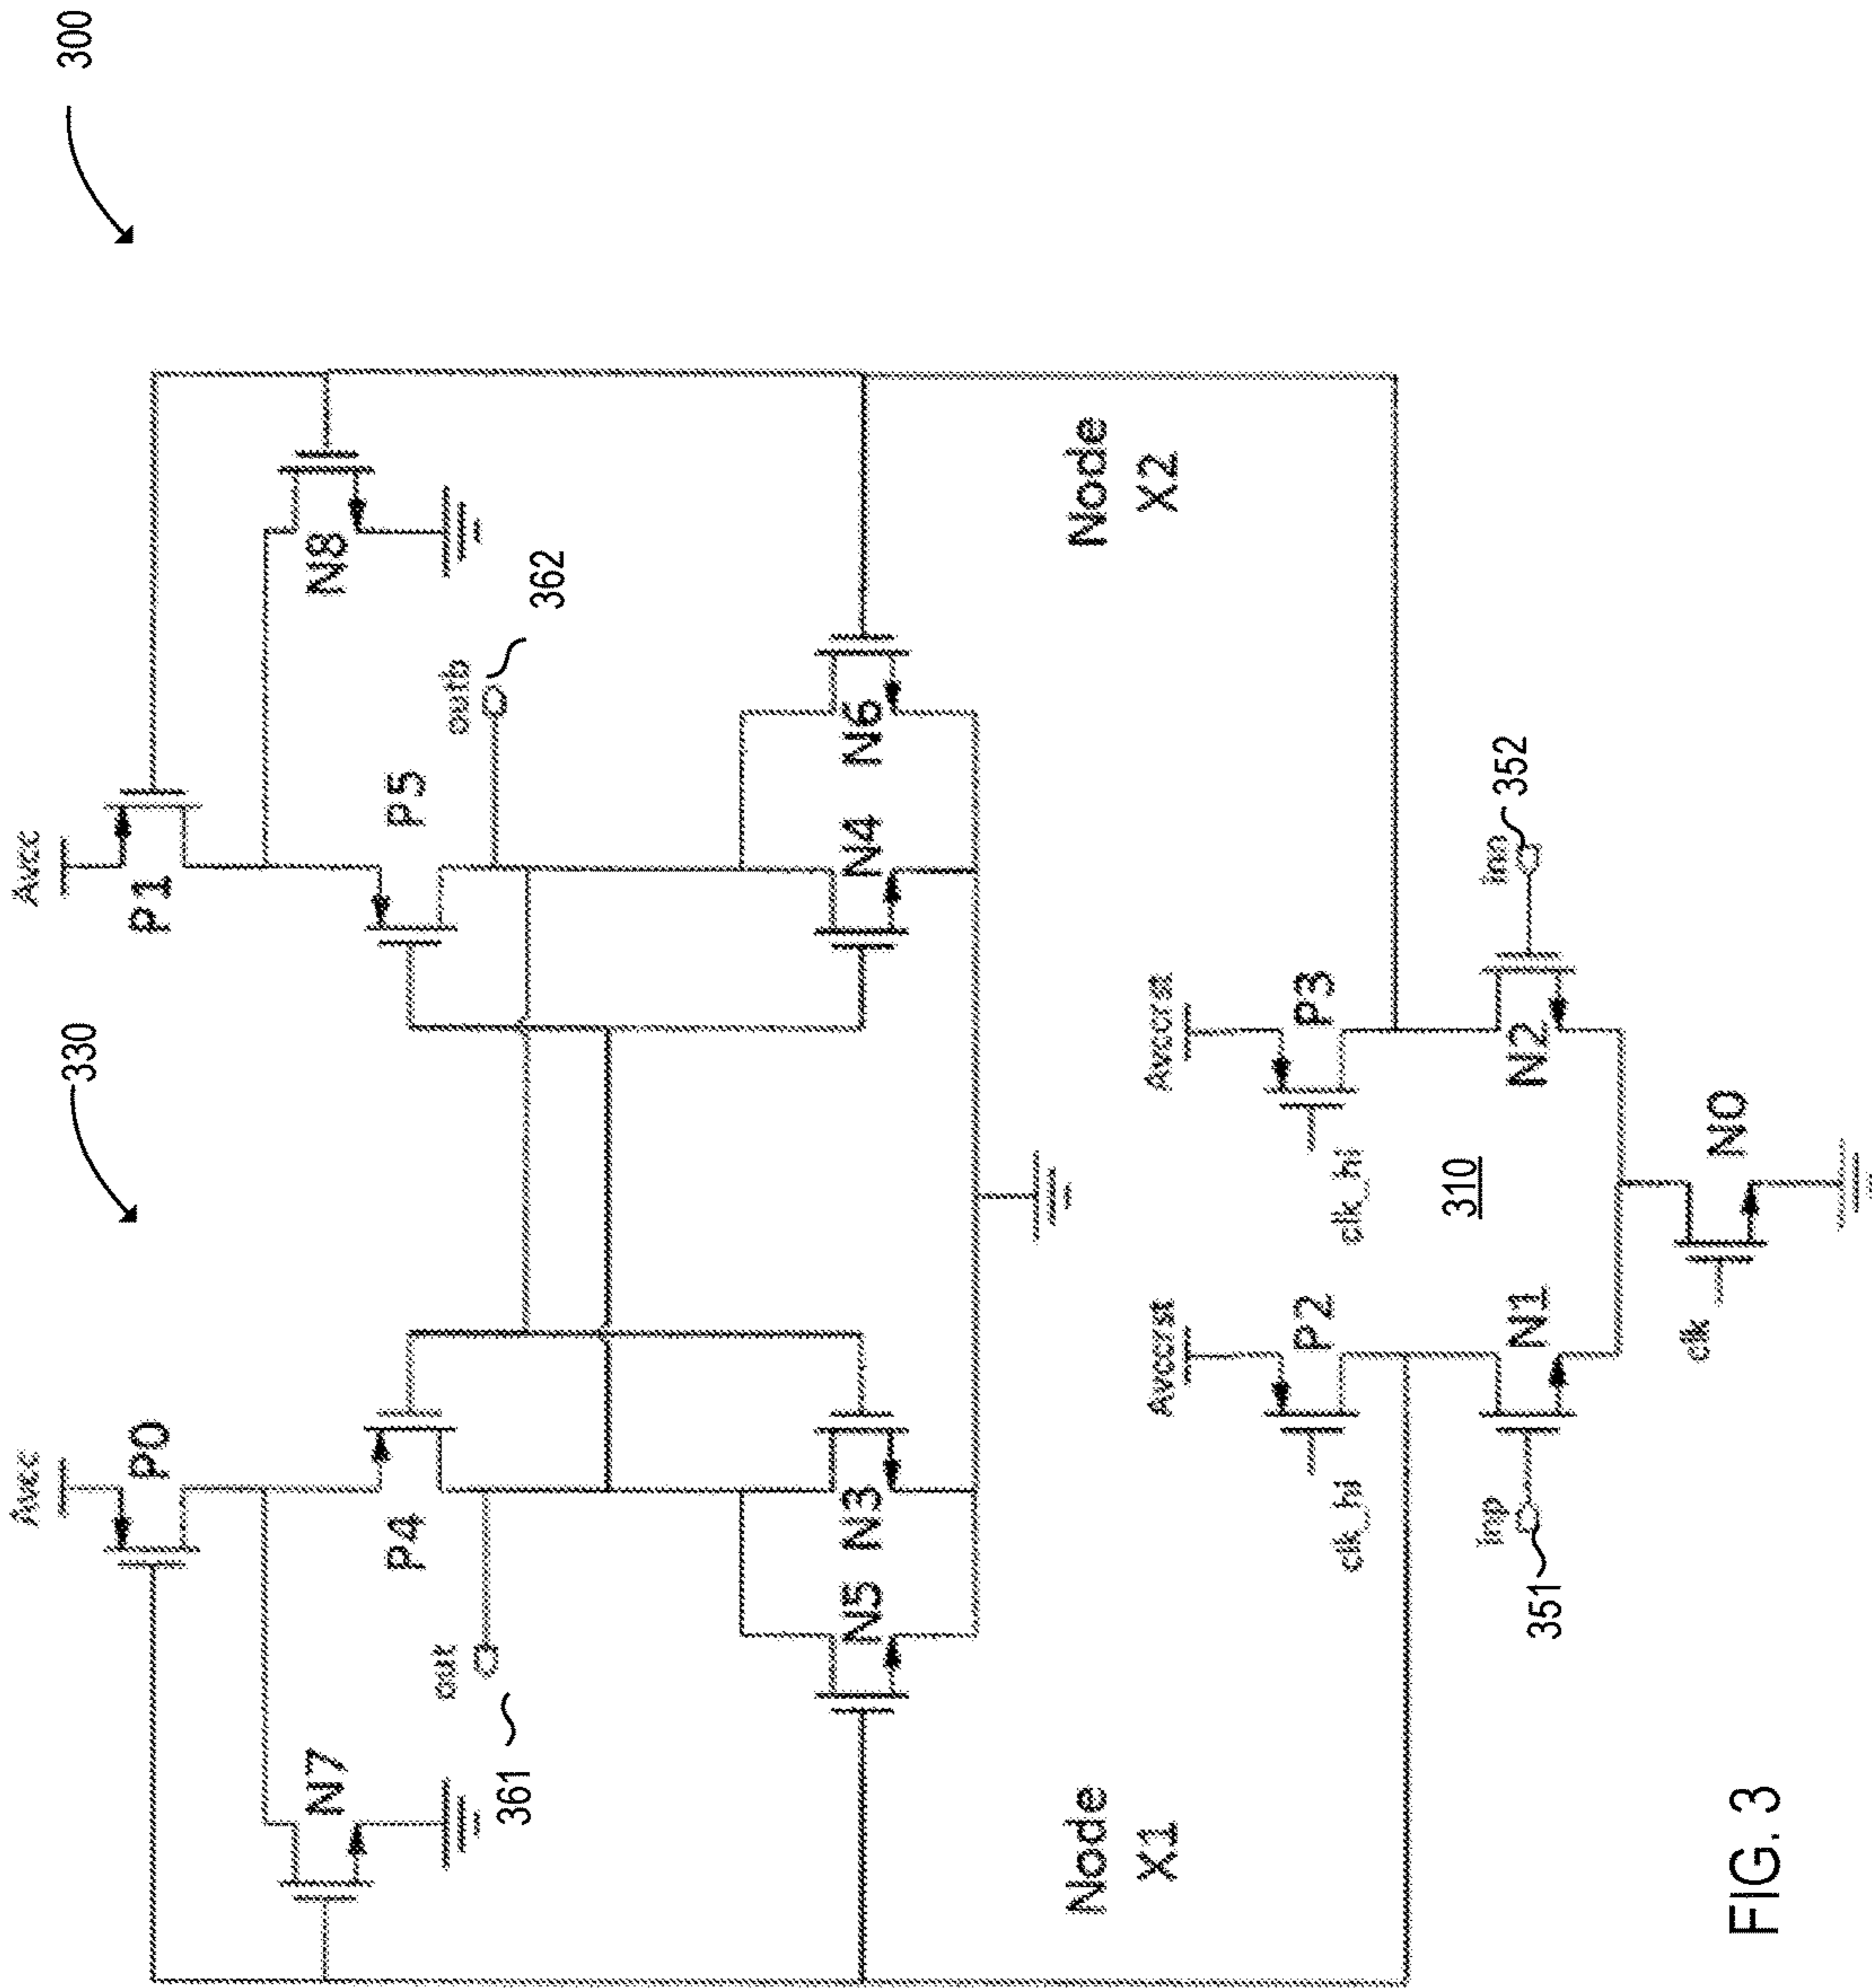 300
330
Avcc
Avcc
P0
P1
N7
N8
P4
P5
out
outb
361
362
N5
N3
N4
N6
Node
X1
Node
X2
Avccrst
Avccrst
P2
P3
clk_hi
clk_hi
310
inp
inn
351
352
N1
N2
clk
N0
FIG. 3